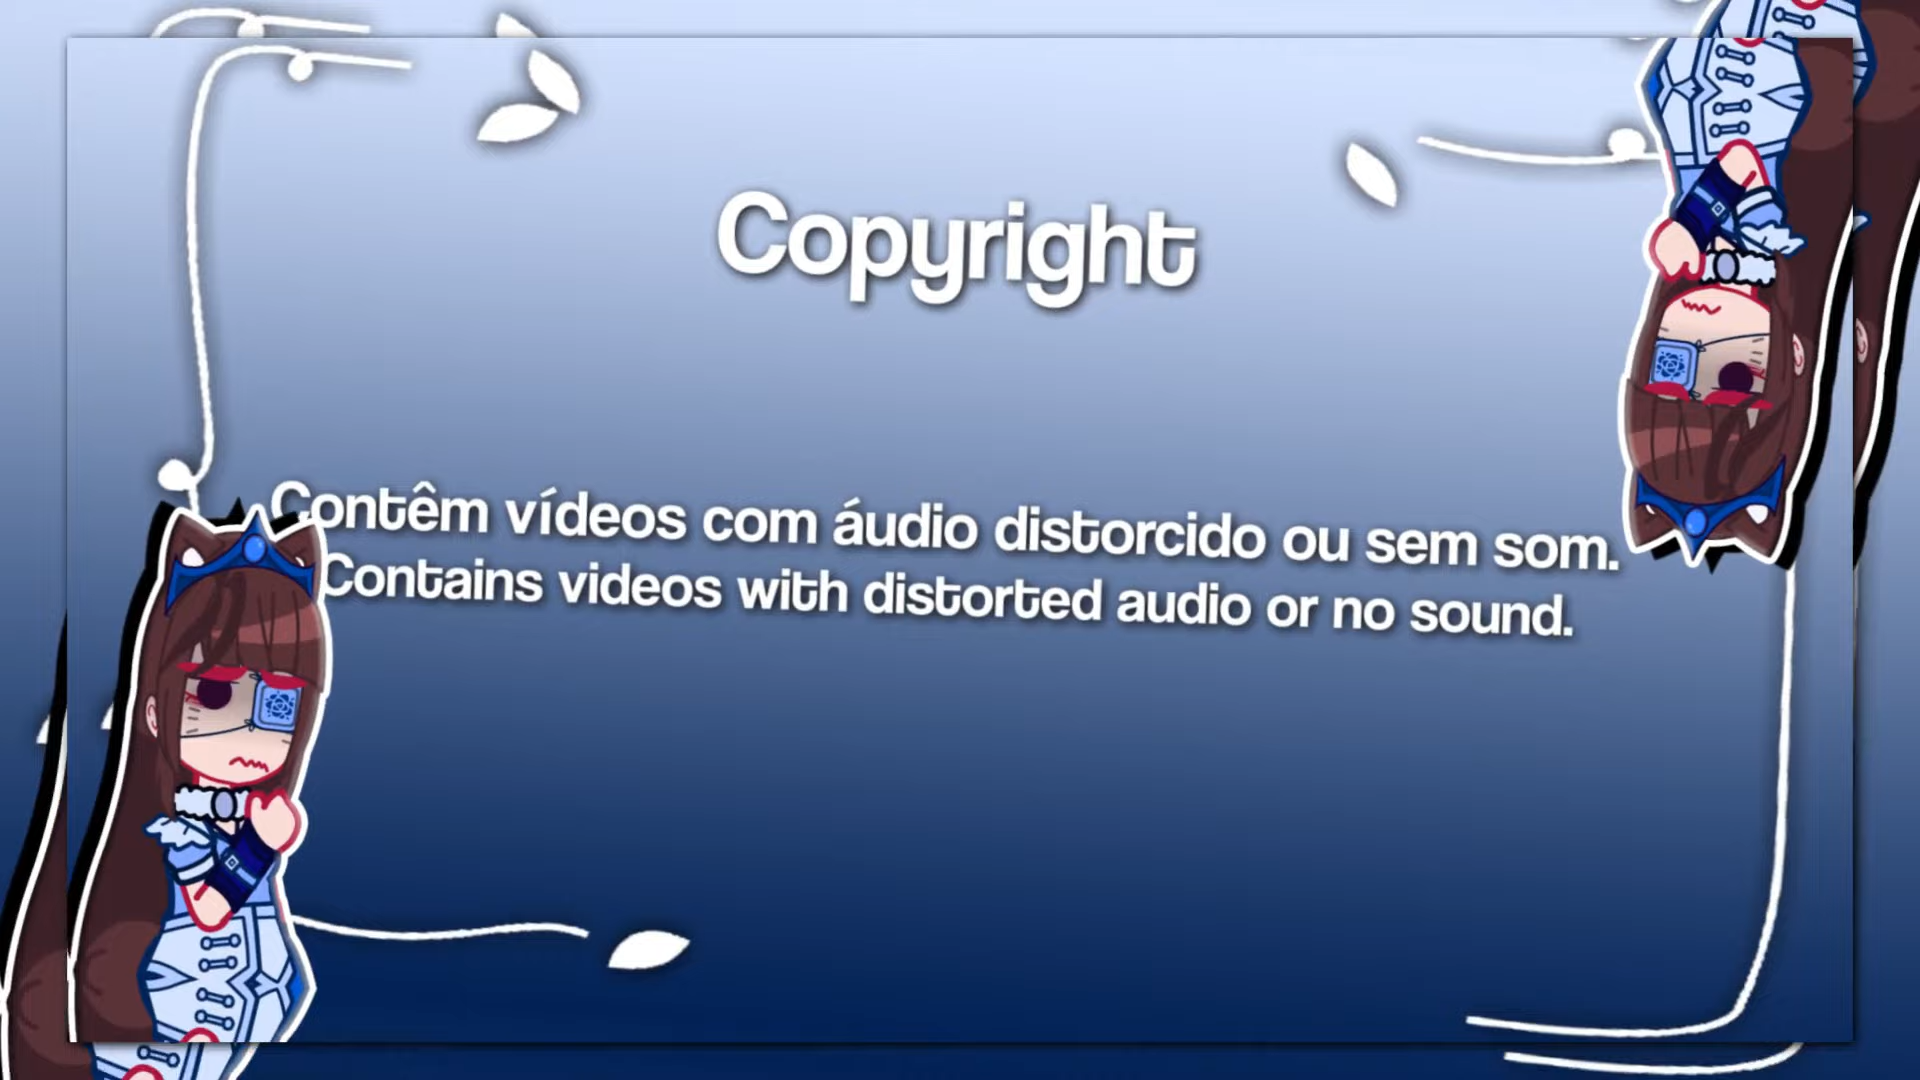 Copyright
Contêm vídeos com áudio distorcido ou sem som.
Contains videos with distorted audio or no sound.